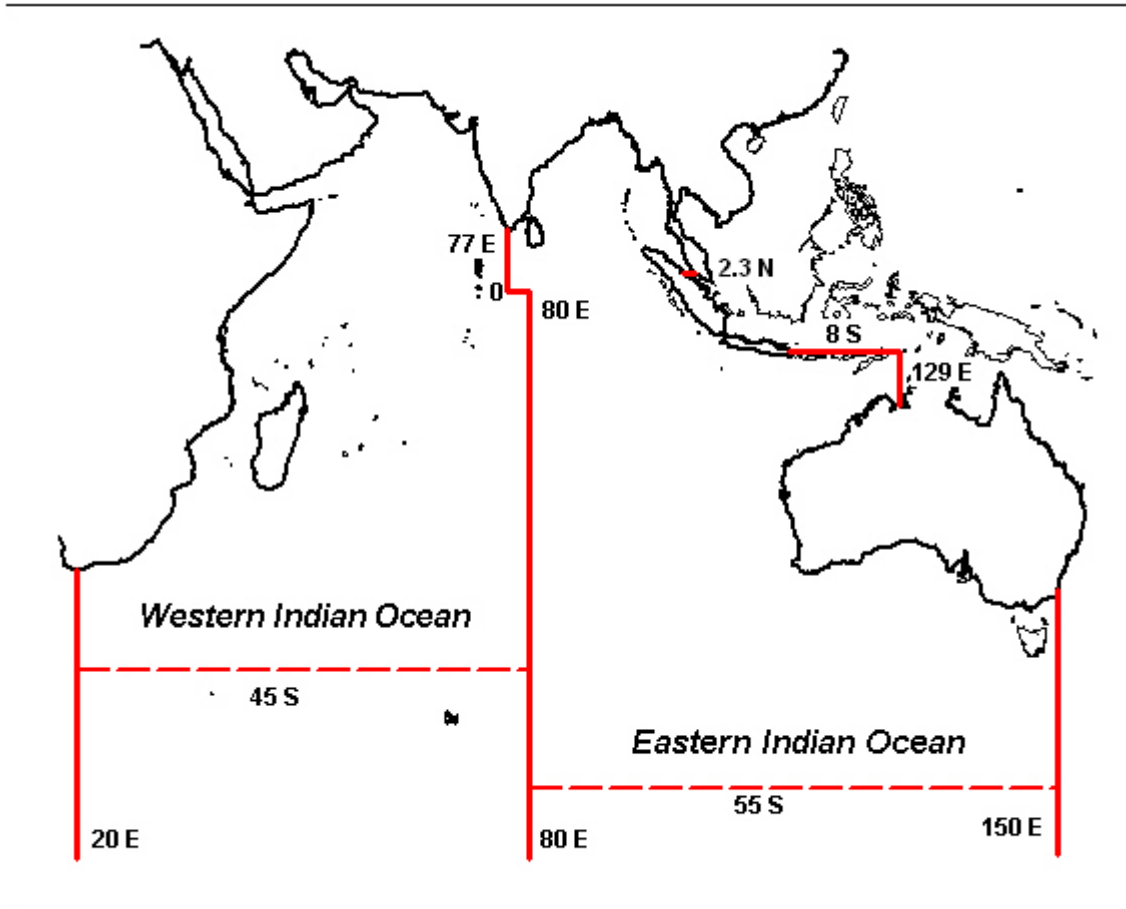 77 E
2.3 N
0
80 E
8 S
129 E
Western Indian Ocean
45 S
Eastern Indian Ocean
55 S
150 E
20 E
80 E